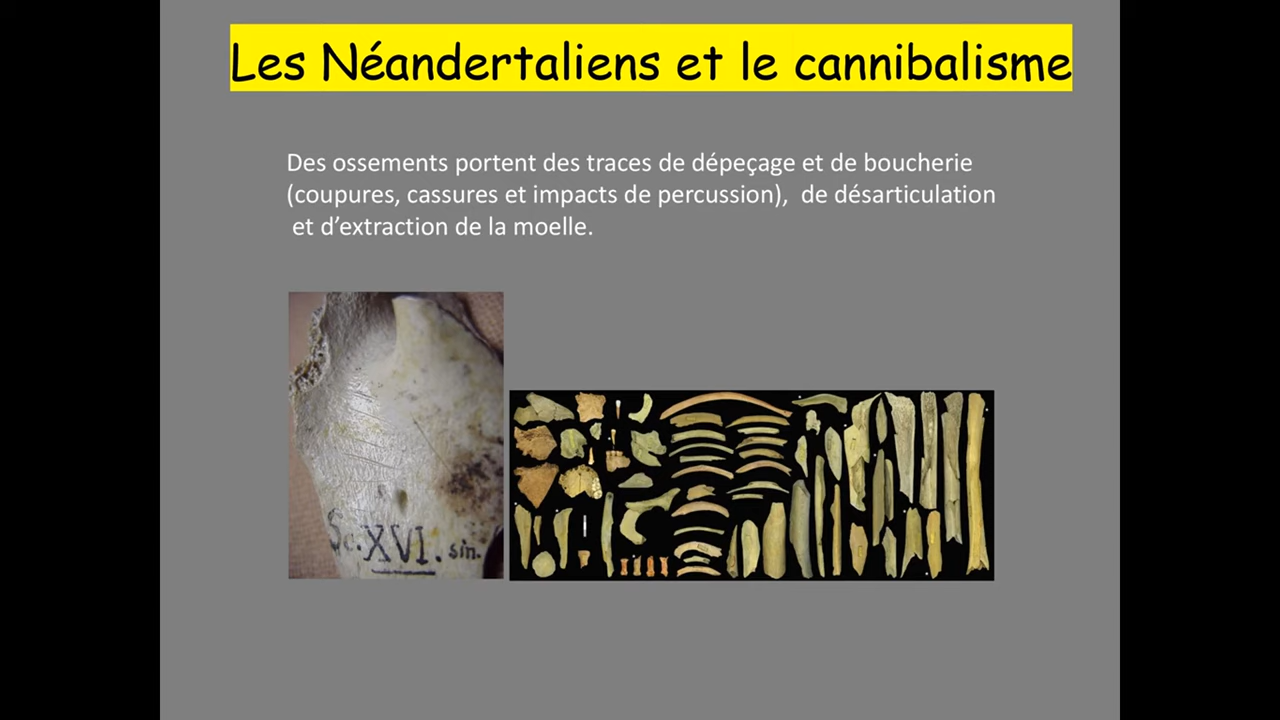 Les Néandertaliens et le cannibalisme
Des ossements portent des traces de dépeçage et de boucherie
(coupures, cassures et impacts de percussion), de désarticulation
et d’extraction de la moelle.
Sc. XVI. sin.